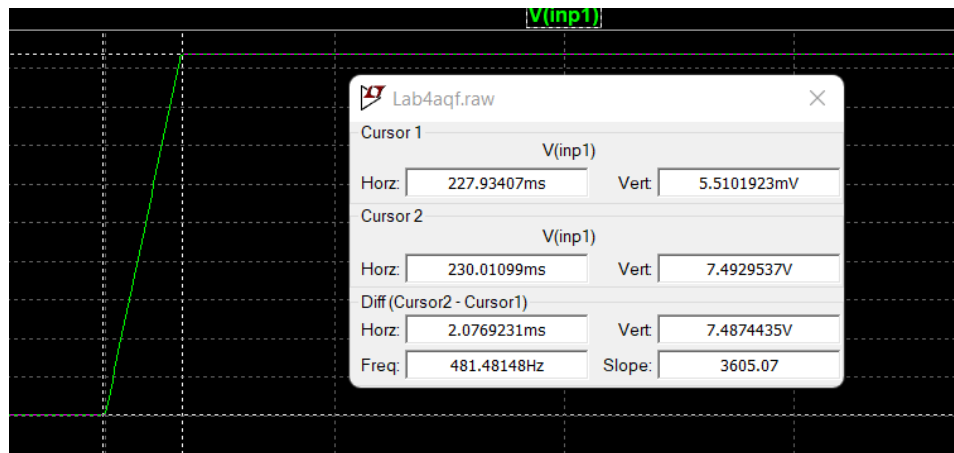 V(inp1)
Lab4aqf.raw
Cursor 1
V(inp1)
Horz: 227.93407ms Vert: 5.5101923mV
Cursor 2
V(inp1)
Horz: 230.01099ms Vert: 7.4929537V
Diff (Cursor2 - Cursor1)
Horz: 2.0769231ms Vert: 7.4874435V
Freq: 481.48148Hz Slope: 3605.07